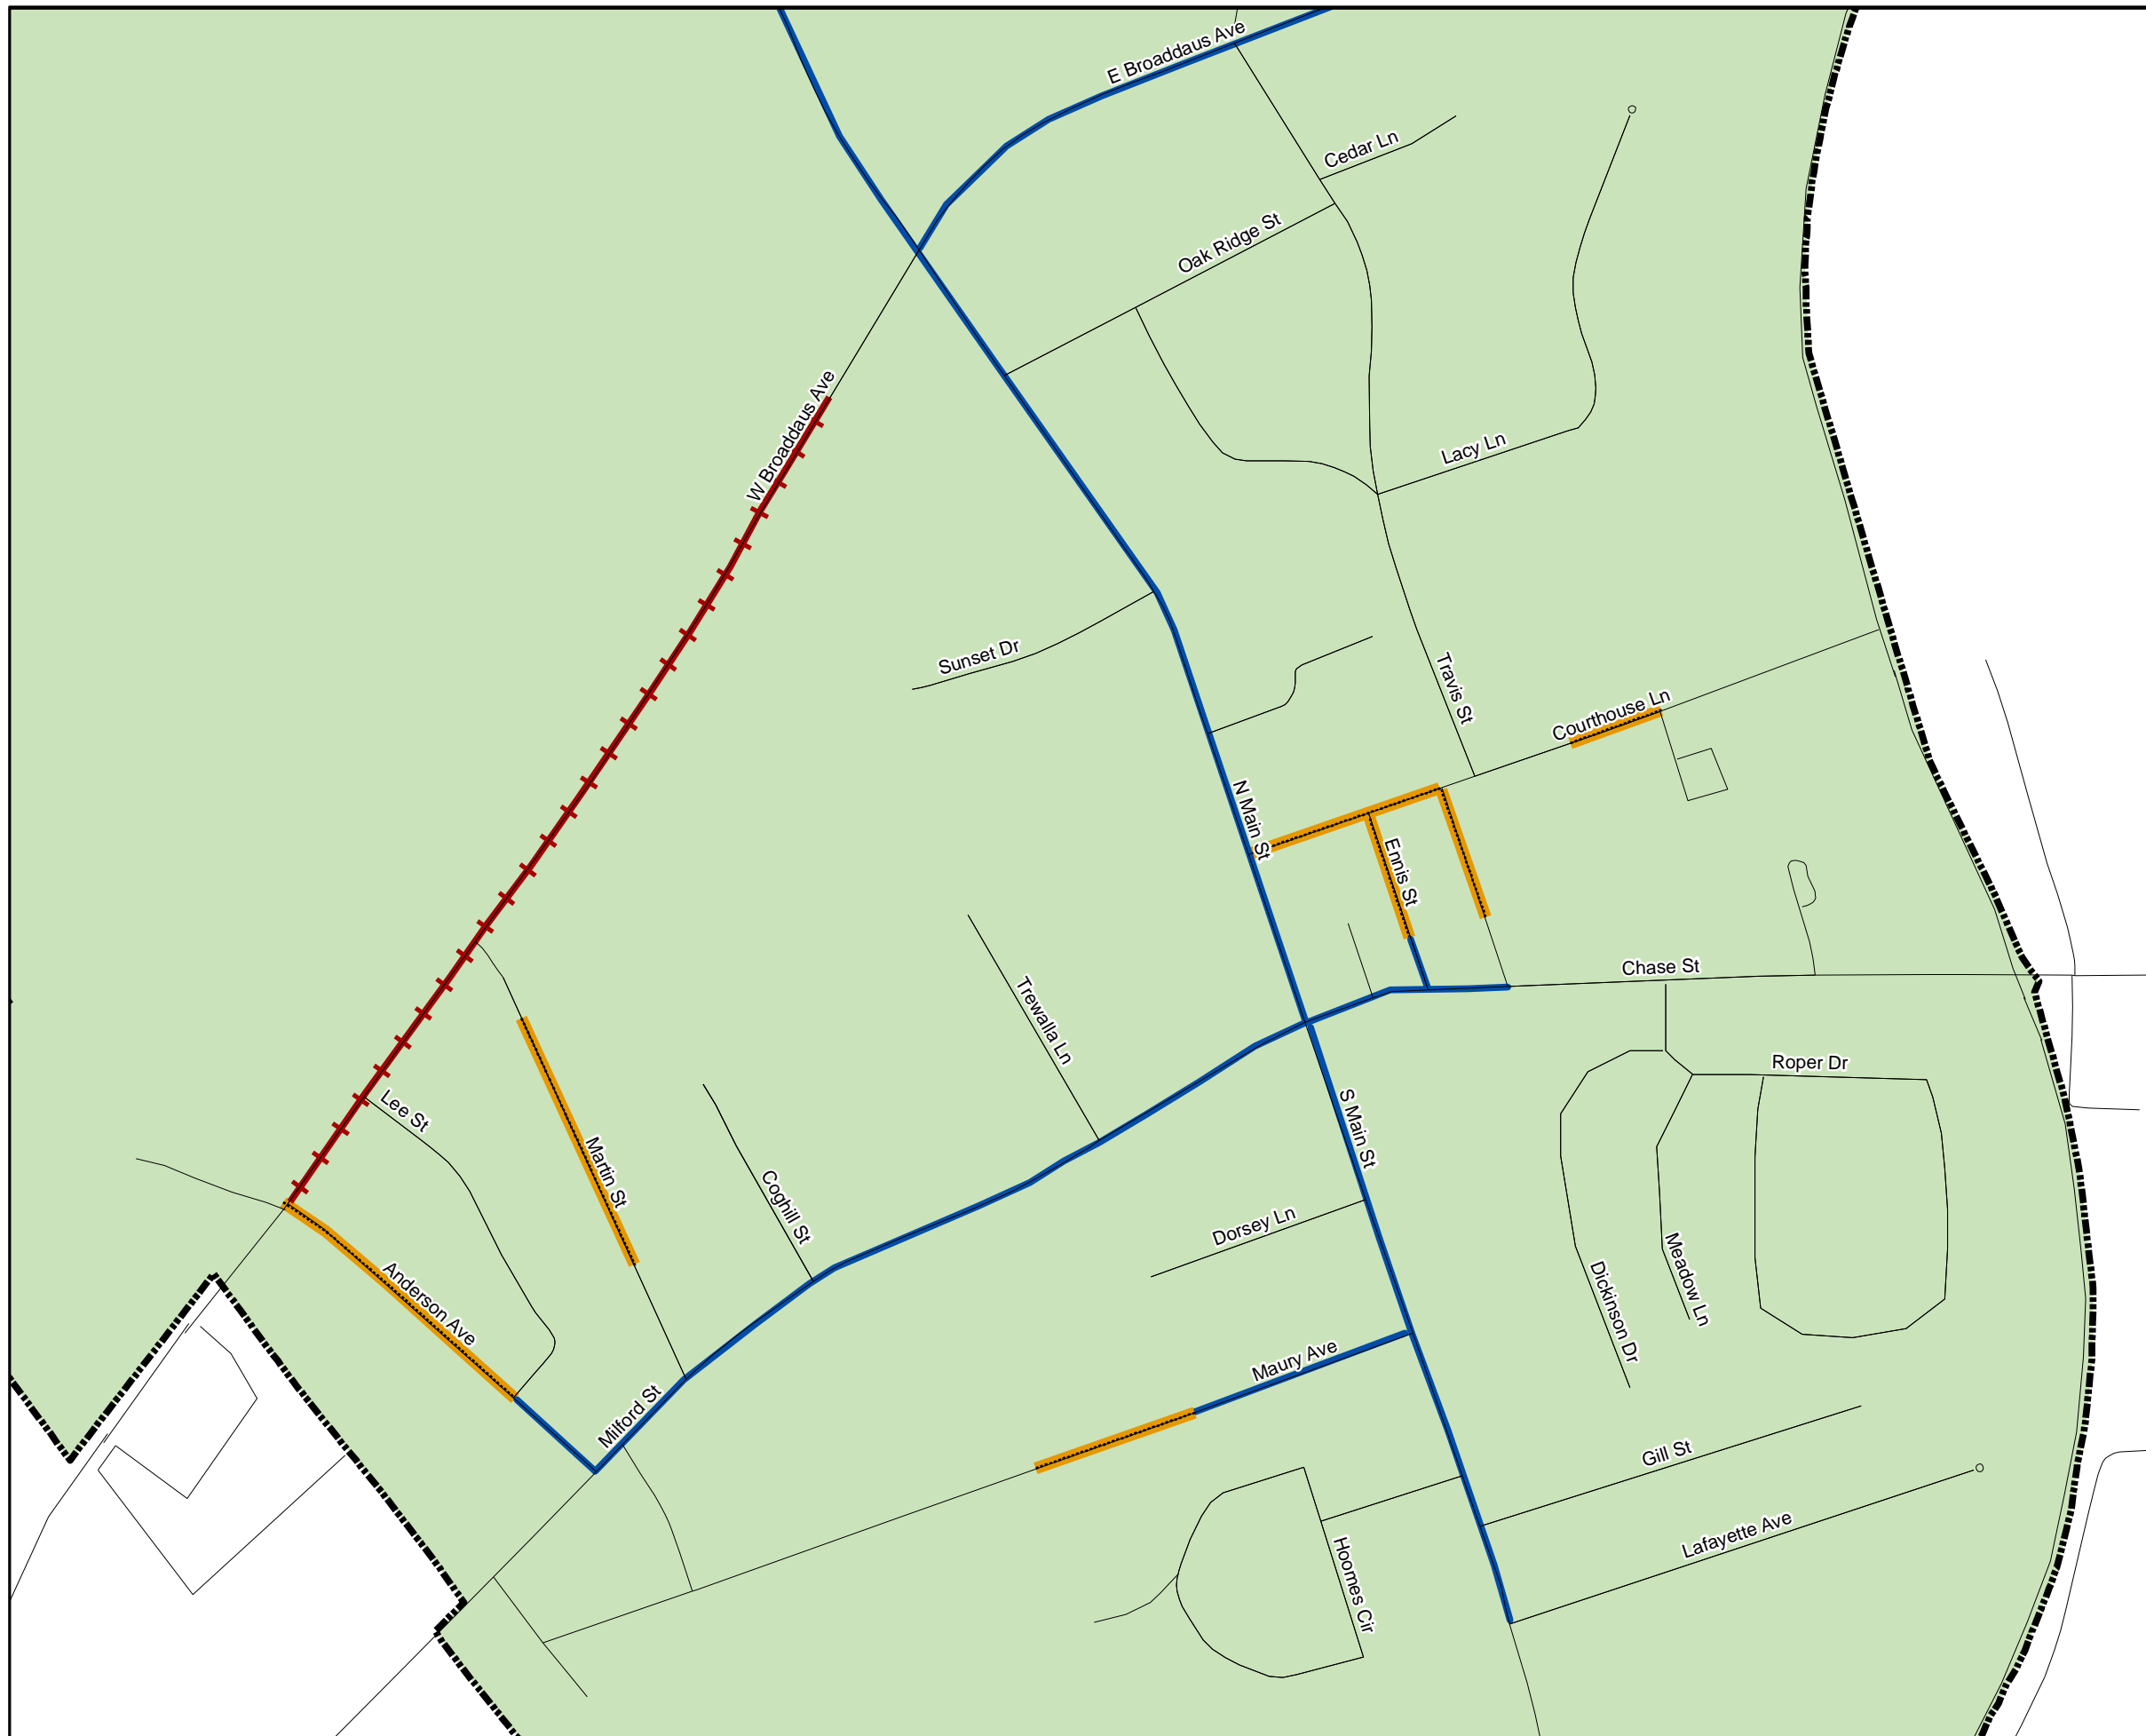 E Broaddaus Ave
Cedar Ln
Oak Ridge St
W Broaddaus Ave
Lacy Ln
Sunset Dr
Travis St
Courthouse Ln
N Main St
Ennis St
Chase St
Trewalla Ln
Roper Dr
Lee St
S Main St
Martin St
Coghill St
Dorsey Ln
Meadow Ln
Dickinson Dr
Anderson Ave
Maury Ave
Milford St
Gill St
Lafayette Ave
Hoomes Cir